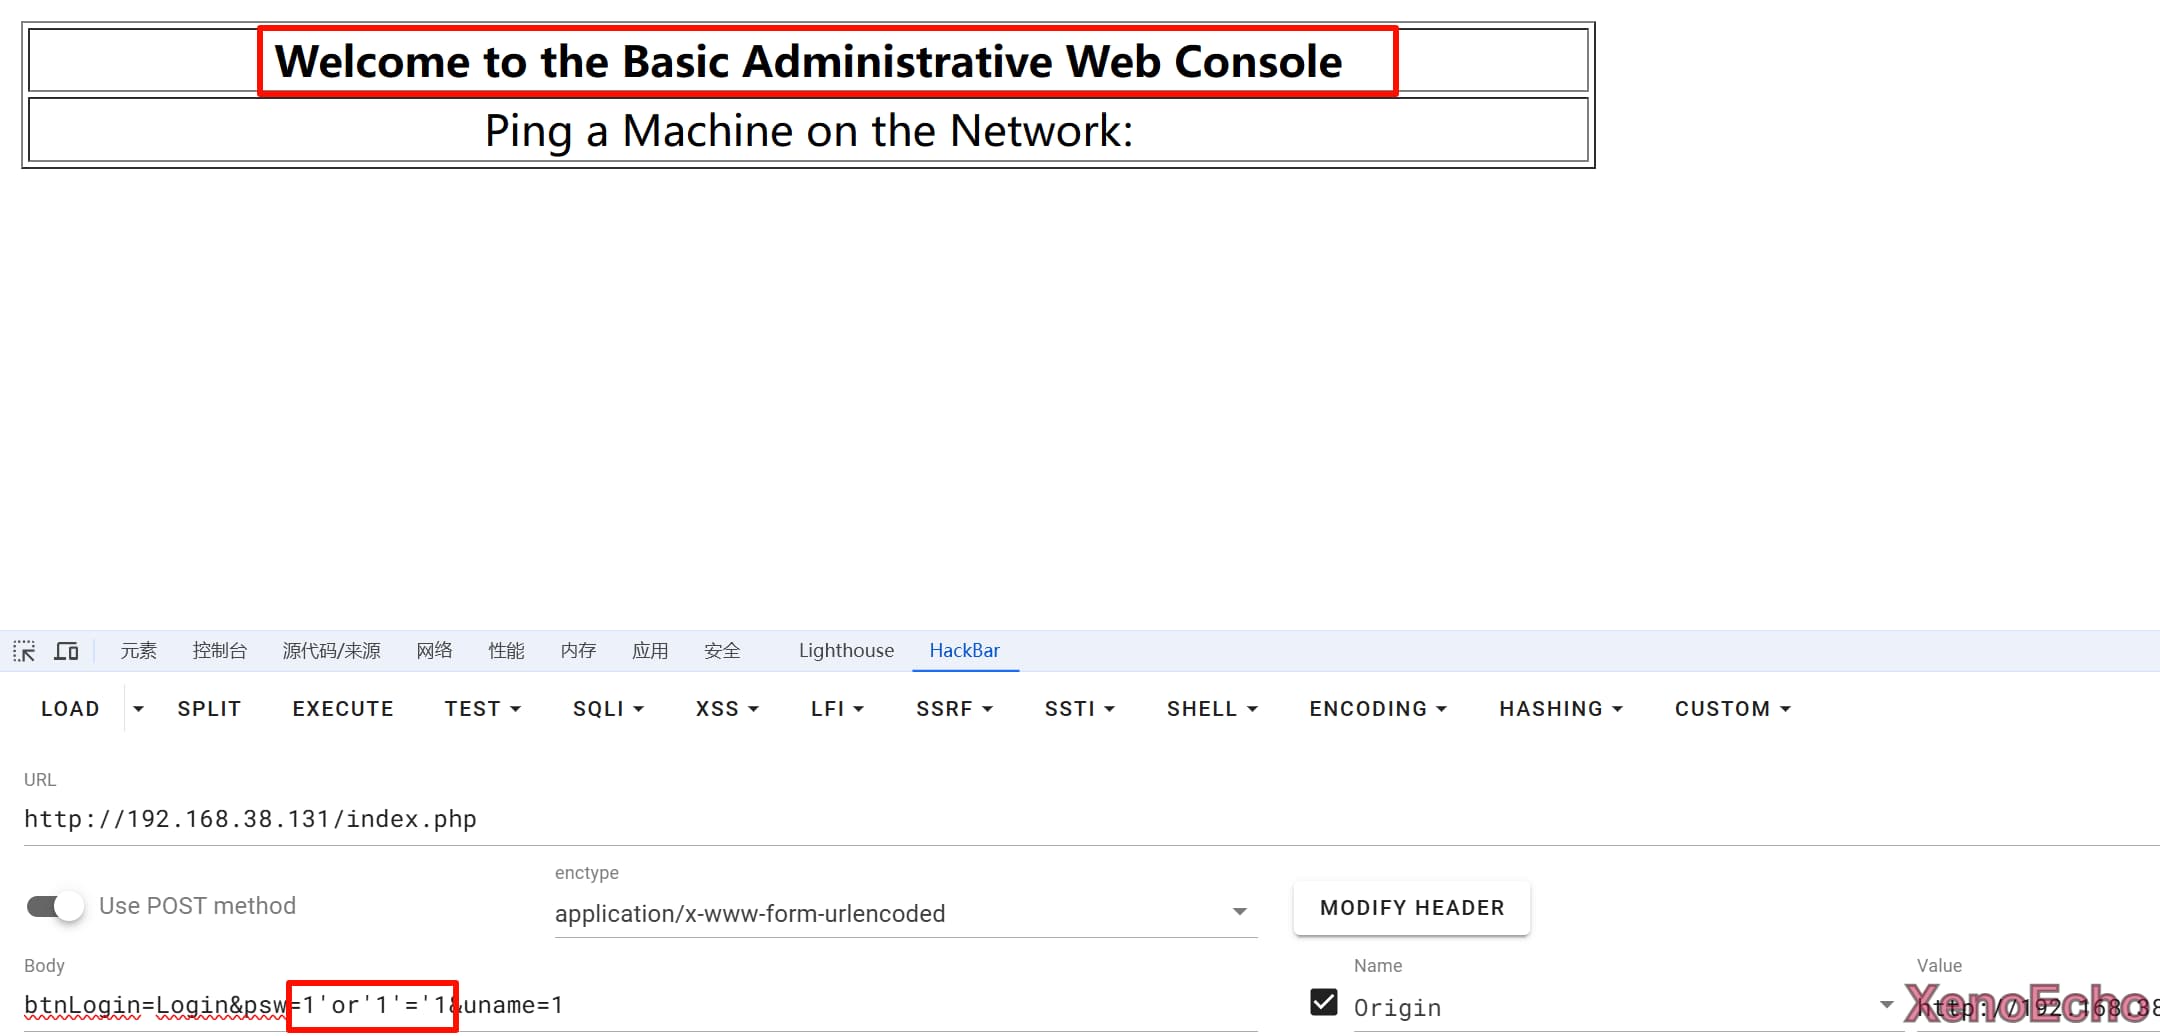 Welcome to the Basic Administrative Web Console
Ping a Machine on the Network:
元素 控制台 源代码/来源 网络 性能 内存 应用 安全 Lighthouse HackBar
LOAD SPLIT EXECUTE TEST SQLI XSS LFI SSRF SSTI SHELL ENCODING HASHING CUSTOM
URL
http://192.168.38.131/index.php
enctype
Use POST method application/x-www-form-urlencoded MODIFY HEADER
Body Name Value
btnLogin=Login&psw=1'or'1'='1&uname=1 Origin http://192.168.38
XenoEcho